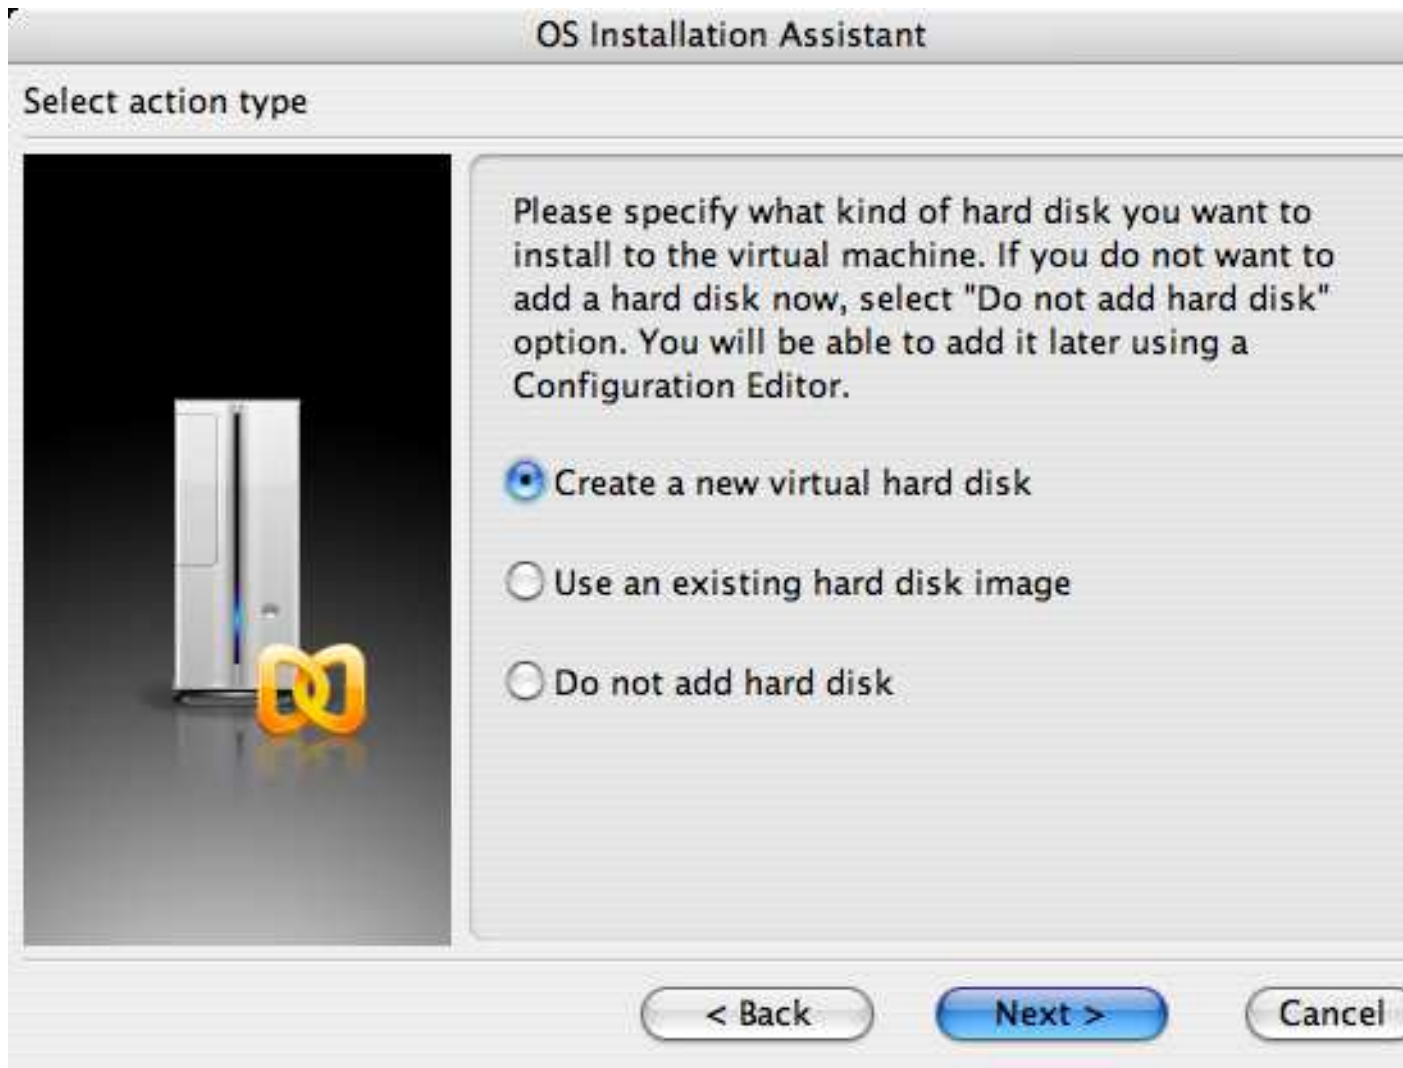 OS Installation Assistant
Select action type
Please specify what kind of hard disk you want to
install to the virtual machine. If you do not want to
add a hard disk now, select "Do not add hard disk"
option. You will be able to add it later using a
Configuration Editor.
Create a new virtual hard disk
Use an existing hard disk image
Do not add hard disk
< Back
Next >
Cancel